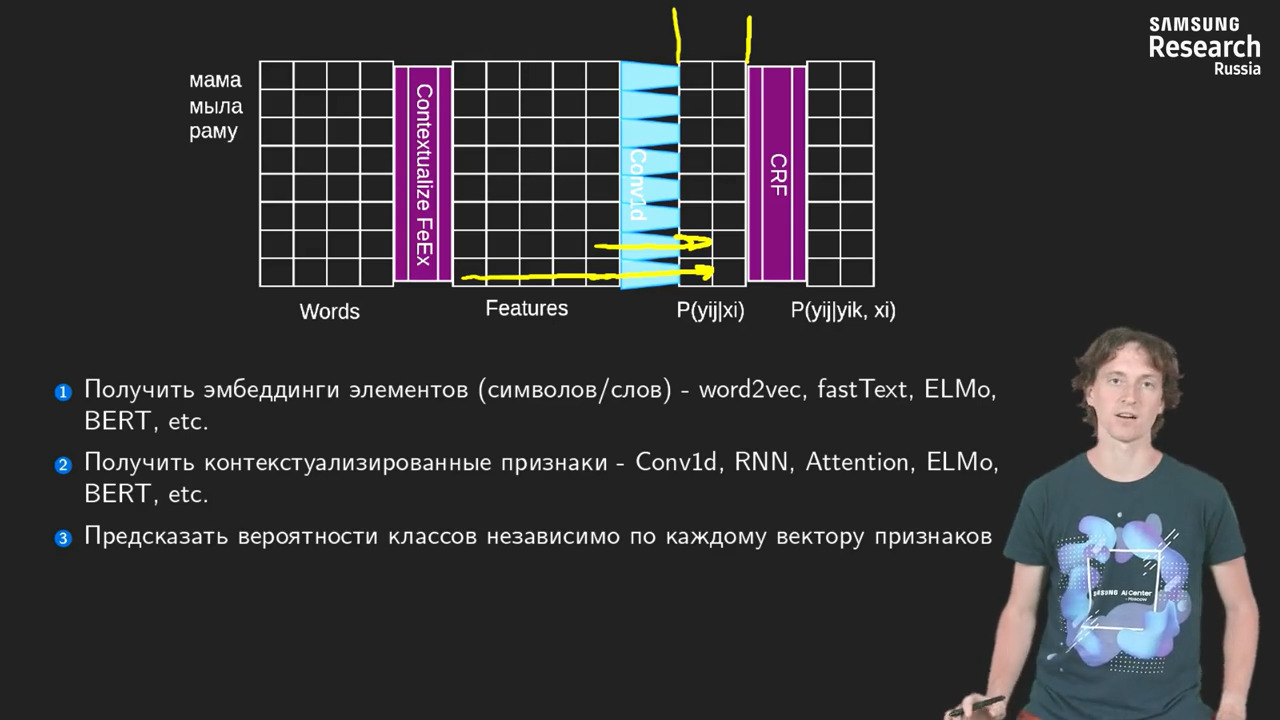 SAMSUNG
Research
Russia
мама
мыла
раму
Contextualize FeEx
Conv1d
CRF
Words
Features
P(yij|xi)
P(yij|yik, xi)
1 Получить эмбеддинги элементов (символов/слов) - word2vec, fastText, ELMo,
BERT, etc.
2 Получить контекстуализированные признаки - Conv1d, RNN, Attention, ELMo,
BERT, etc.
3 Предсказать вероятности классов независимо по каждому вектору признаков
SAMSUNG AI Center
- Moscow